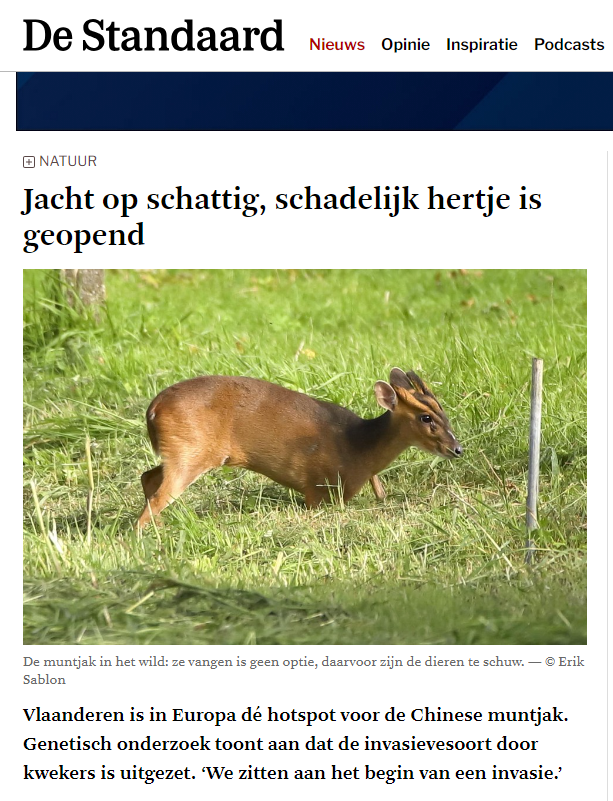 De Standaard
Nieuws Opinie Inspiratie Podcasts
NATUUR
Jacht op schattig, schadelijk hertje is
geopend
De muntjak in het wild: ze vangen is geen optie, daarvoor zijn de dieren te schuw. — © Erik
Sablon
Vlaanderen is in Europa dé hotspot voor de Chinese muntjak.
Genetisch onderzoek toont aan dat de invasievesoort door
kwekers is uitgezet. ‘We zitten aan het begin van een invasie.’